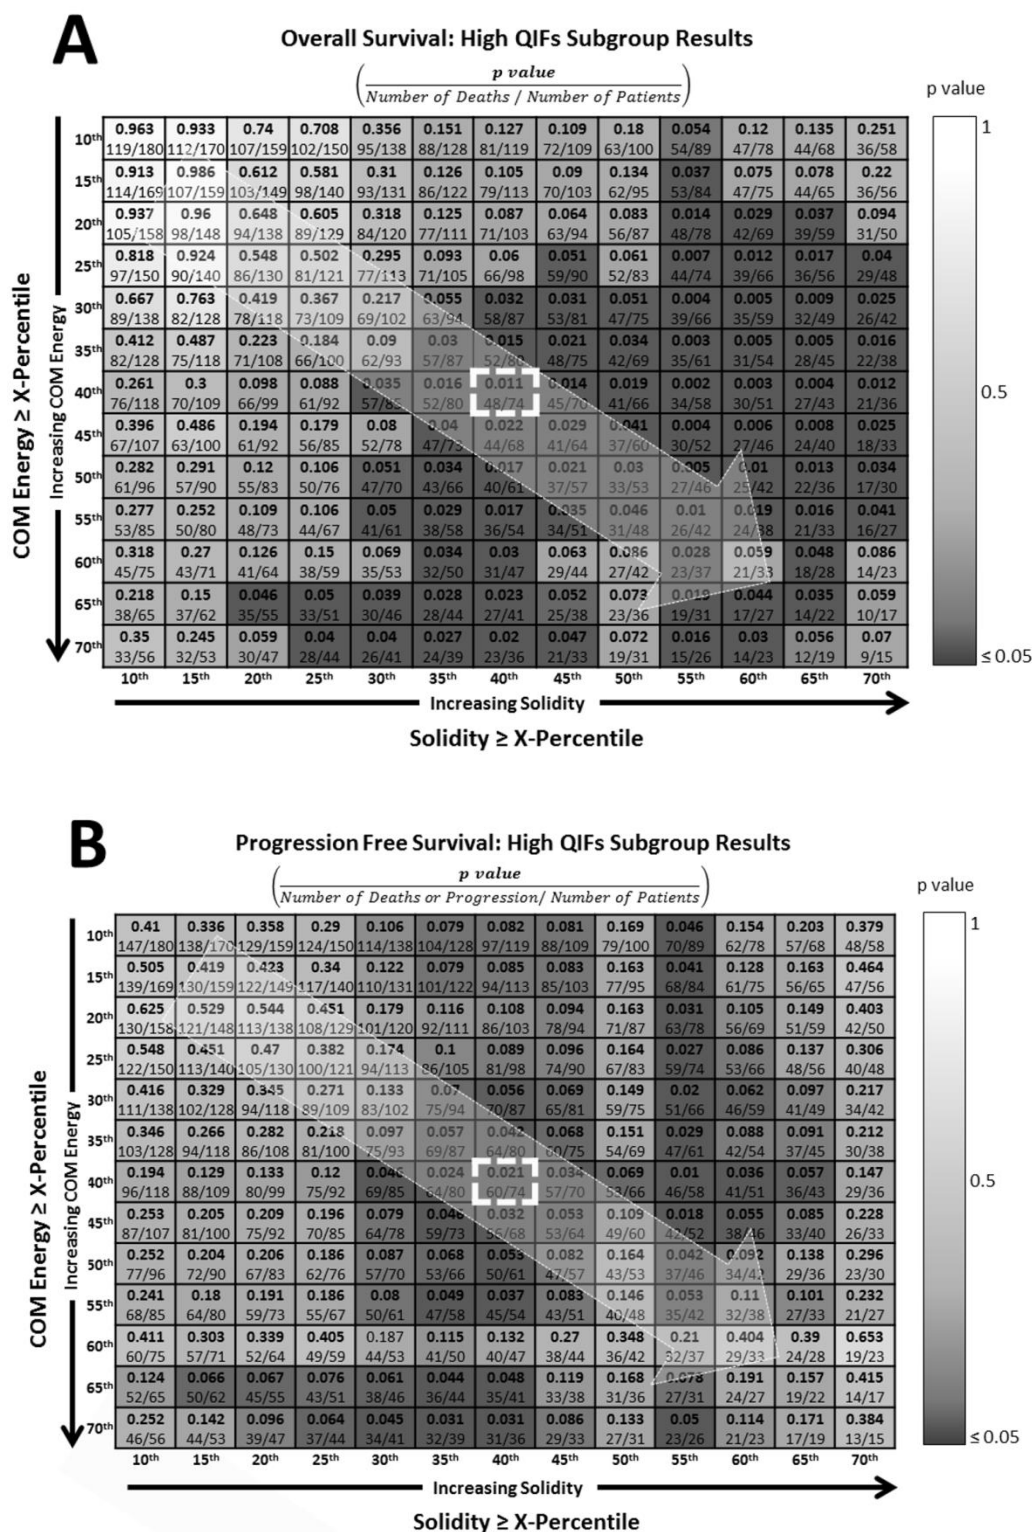 A
Overall Survival: High QIFs Subgroup Results
p value
Number of Deaths / Number of Patients
p value
1
0.5
≤ 0.05
COM Energy ≥ X-Percentile
Increasing COM Energy
10th 0.963 0.933 0.74 0.708 0.356 0.151 0.127 0.109 0.18 0.054 0.12 0.135 0.251
119/180 112/170 107/159 102/150 95/138 88/128 81/119 72/109 63/100 54/89 47/78 44/68 36/58
15th 0.913 0.986 0.612 0.581 0.31 0.126 0.105 0.09 0.134 0.037 0.075 0.078 0.22
114/169 107/159 103/149 98/140 93/131 86/122 79/113 70/103 62/95 53/84 47/75 44/65 36/56
20th 0.937 0.96 0.648 0.605 0.318 0.125 0.087 0.064 0.083 0.014 0.029 0.037 0.094
105/158 98/148 94/138 89/129 84/120 77/111 71/103 63/94 56/87 48/78 42/69 39/59 31/50
25th 0.818 0.924 0.548 0.502 0.295 0.093 0.06 0.051 0.061 0.007 0.012 0.017 0.04
97/150 90/140 86/130 81/121 77/113 71/105 66/98 59/90 52/83 44/74 39/66 36/56 29/48
30th 0.667 0.763 0.419 0.367 0.217 0.055 0.032 0.031 0.051 0.004 0.005 0.009 0.025
89/138 82/128 78/118 73/109 69/102 63/94 58/87 53/81 47/75 39/66 35/59 32/49 26/42
35th 0.412 0.487 0.223 0.184 0.09 0.03 0.015 0.021 0.034 0.003 0.005 0.005 0.016
82/128 75/118 71/108 66/100 62/93 57/87 52/80 48/75 42/69 35/61 31/54 28/45 22/38
40th 0.261 0.3 0.098 0.088 0.035 0.016 0.011 0.014 0.019 0.002 0.003 0.004 0.012
76/118 70/109 66/99 61/92 57/85 52/80 48/74 45/70 41/66 34/58 30/51 27/43 21/36
45th 0.396 0.486 0.194 0.179 0.08 0.04 0.022 0.029 0.041 0.004 0.006 0.008 0.025
67/107 63/100 61/92 56/85 52/78 47/73 44/68 41/64 37/60 30/52 27/46 24/40 18/33
50th 0.282 0.291 0.12 0.106 0.051 0.034 0.017 0.021 0.03 0.005 0.01 0.013 0.034
61/96 57/90 55/83 50/76 47/70 43/66 40/61 37/57 33/53 27/46 25/42 22/36 17/30
55th 0.277 0.252 0.109 0.106 0.05 0.029 0.017 0.035 0.046 0.01 0.019 0.016 0.041
53/85 50/80 48/73 44/67 41/61 38/58 36/54 34/51 31/48 26/42 24/38 21/33 16/27
60th 0.318 0.27 0.126 0.15 0.069 0.034 0.03 0.063 0.086 0.028 0.059 0.048 0.086
45/75 43/71 41/64 38/59 35/53 32/50 31/47 29/44 27/42 23/37 21/33 18/28 14/23
65th 0.218 0.15 0.046 0.05 0.039 0.028 0.023 0.052 0.073 0.019 0.044 0.035 0.059
38/65 37/62 35/55 33/51 30/46 28/44 27/41 25/38 23/36 19/31 17/27 14/22 10/17
70th 0.35 0.245 0.059 0.04 0.04 0.027 0.02 0.047 0.072 0.016 0.03 0.056 0.07
33/56 32/53 30/47 28/44 26/41 24/39 23/36 21/33 19/31 15/26 14/23 12/19 9/15
10th 15th 20th 25th 30th 35th 40th 45th 50th 55th 60th 65th 70th
Increasing Solidity
Solidity ≥ X-Percentile
B
Progression Free Survival: High QIFs Subgroup Results
p value
Number of Deaths or Progression/ Number of Patients
p value
1
0.5
≤ 0.05
COM Energy ≥ X-Percentile
Increasing COM Energy
10th 0.41 0.336 0.358 0.29 0.106 0.079 0.082 0.081 0.169 0.046 0.154 0.203 0.379
147/180 138/170 129/159 124/150 114/138 104/128 97/119 88/109 79/100 70/89 62/78 57/68 48/58
15th 0.505 0.419 0.423 0.34 0.122 0.079 0.085 0.083 0.163 0.041 0.128 0.163 0.464
139/169 130/159 122/149 117/140 110/131 101/122 94/113 85/103 77/95 68/84 61/75 56/65 47/56
20th 0.625 0.529 0.544 0.451 0.179 0.116 0.108 0.094 0.163 0.031 0.105 0.149 0.403
130/158 121/148 113/138 108/129 101/120 92/111 86/103 78/94 71/87 63/78 56/69 51/59 42/50
25th 0.548 0.451 0.47 0.382 0.174 0.1 0.089 0.096 0.164 0.027 0.086 0.137 0.306
122/150 113/140 105/130 100/121 94/113 86/105 81/98 74/90 67/83 59/74 53/66 48/56 40/48
30th 0.416 0.329 0.345 0.271 0.133 0.07 0.056 0.069 0.149 0.02 0.062 0.097 0.217
111/138 102/128 94/118 89/109 83/102 75/94 70/87 65/81 59/75 51/66 46/59 41/49 34/42
35th 0.346 0.266 0.282 0.218 0.097 0.057 0.042 0.068 0.151 0.029 0.088 0.091 0.212
103/128 94/118 86/108 81/100 75/93 69/87 64/80 60/75 54/69 47/61 42/54 37/45 30/38
40th 0.194 0.129 0.133 0.12 0.046 0.024 0.021 0.034 0.069 0.01 0.036 0.057 0.147
96/118 88/109 80/99 75/92 69/85 64/80 60/74 57/70 53/66 46/58 41/51 36/43 29/36
45th 0.253 0.205 0.209 0.196 0.079 0.046 0.032 0.053 0.109 0.018 0.055 0.085 0.228
87/107 81/100 75/92 70/85 64/78 59/73 56/68 53/64 49/60 42/52 38/46 33/40 26/33
50th 0.252 0.204 0.206 0.186 0.087 0.068 0.053 0.082 0.164 0.042 0.092 0.138 0.296
77/96 72/90 67/83 62/76 57/70 53/66 50/61 47/57 43/53 37/46 34/42 29/36 23/30
55th 0.241 0.18 0.191 0.186 0.08 0.049 0.037 0.083 0.146 0.053 0.11 0.101 0.232
68/85 64/80 59/73 55/67 50/61 47/58 45/54 43/51 40/48 35/42 32/38 27/33 21/27
60th 0.411 0.303 0.339 0.405 0.187 0.115 0.132 0.27 0.348 0.21 0.404 0.39 0.653
60/75 57/71 52/64 49/59 44/53 41/50 40/47 38/44 36/42 32/37 29/33 24/28 19/23
65th 0.124 0.066 0.067 0.076 0.061 0.044 0.048 0.119 0.168 0.078 0.191 0.157 0.415
52/65 50/62 45/55 43/51 38/46 36/44 35/41 33/38 31/36 27/31 24/27 19/22 14/17
70th 0.252 0.142 0.096 0.064 0.045 0.031 0.031 0.086 0.133 0.05 0.114 0.171 0.384
46/56 44/53 39/47 37/44 34/41 32/39 31/36 29/33 27/31 23/26 21/23 17/19 13/15
10th 15th 20th 25th 30th 35th 40th 45th 50th 55th 60th 65th 70th
Increasing Solidity
Solidity ≥ X-Percentile